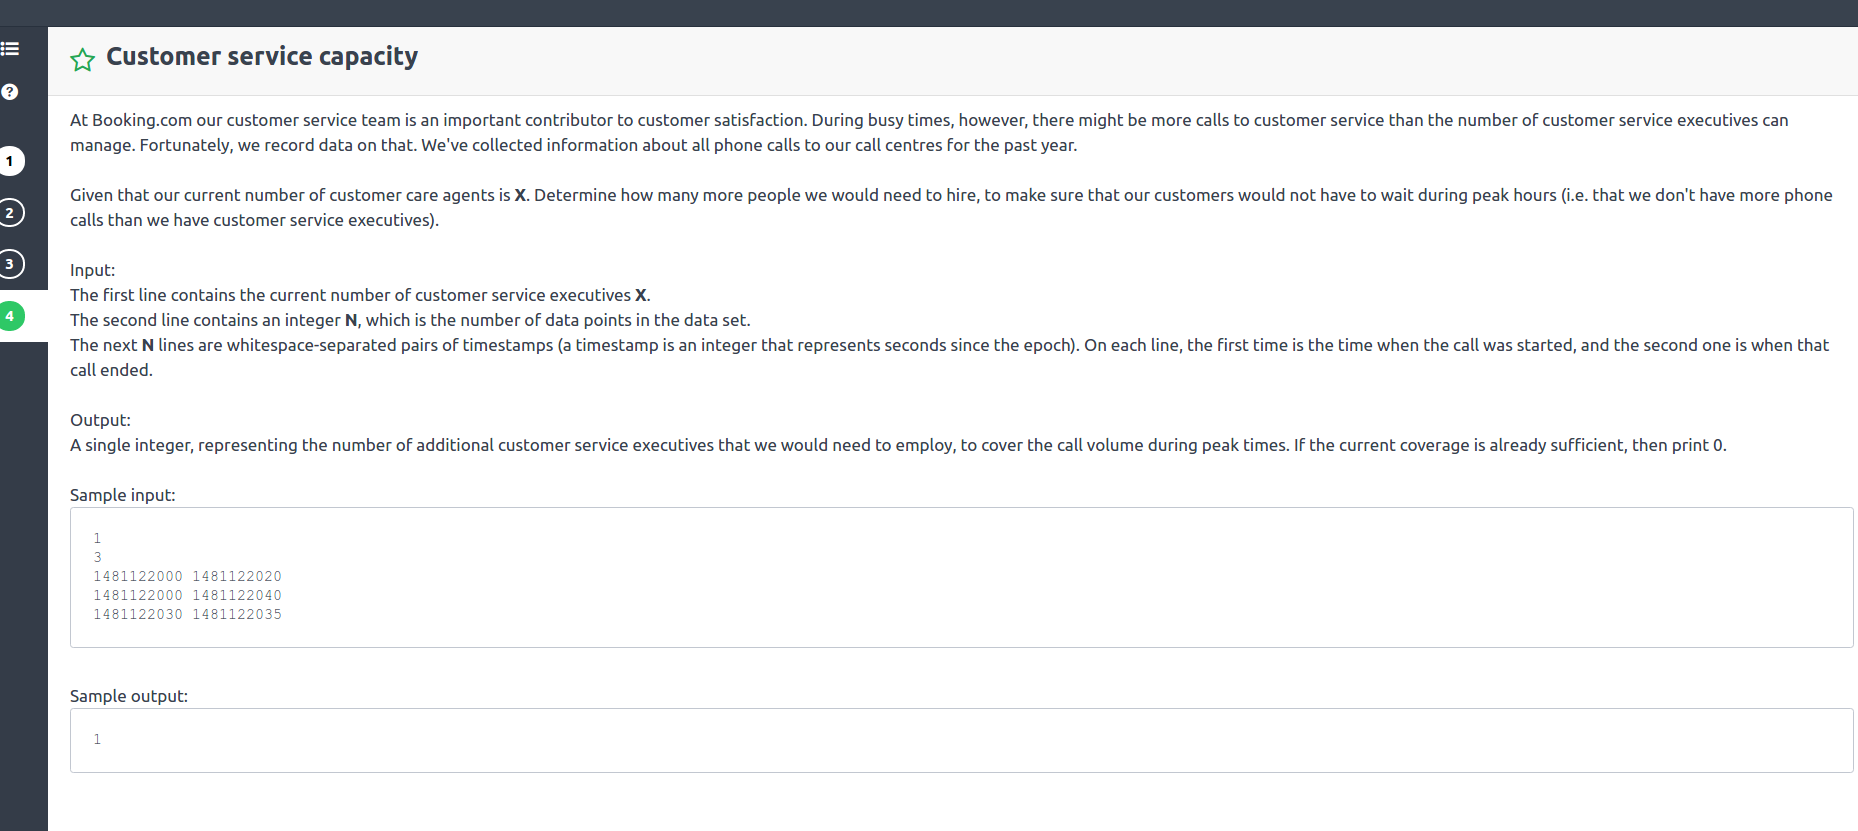 Customer service capacity
At Booking.com our customer service team is an important contributor to customer satisfaction. During busy times, however, there might be more calls to customer service than the number of customer service executives can
manage. Fortunately, we record data on that. We've collected information about all phone calls to our call centres for the past year.
Given that our current number of customer care agents is X. Determine how many more people we would need to hire, to make sure that our customers would not have to wait during peak hours (i.e. that we don't have more phone
calls than we have customer service executives).
Input:
The first line contains the current number of customer service executives X.
The second line contains an integer N, which is the number of data points in the data set.
The next N lines are whitespace-separated pairs of timestamps (a timestamp is an integer that represents seconds since the epoch). On each line, the first time is the time when the call was started, and the second one is when that
call ended.
Output:
A single integer, representing the number of additional customer service executives that we would need to employ, to cover the call volume during peak times. If the current coverage is already sufficient, then print 0.
Sample input:
1
3
1481122000 1481122020
1481122000 1481122040
1481122030 1481122035
Sample output:
1
?
1
2
3
4